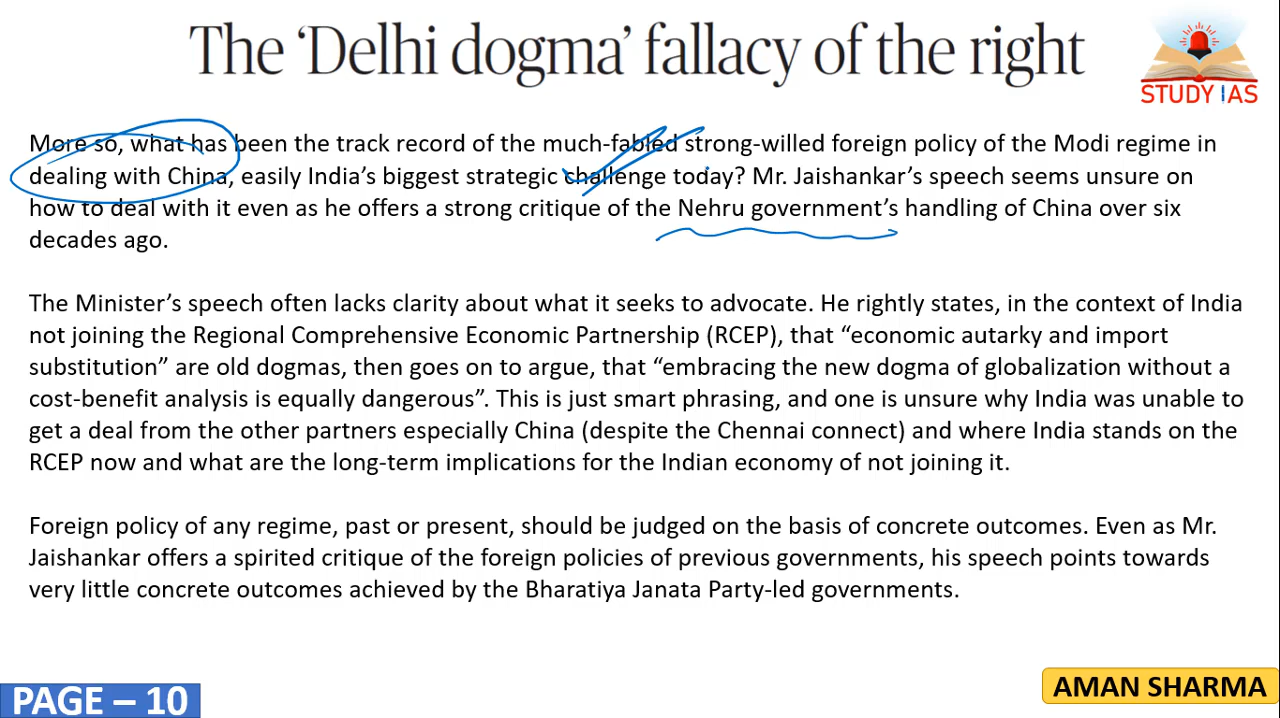 The ‘Delhi dogma’ fallacy of the right
STUDY IAS
More so, what has been the track record of the much-fabled strong-willed foreign policy of the Modi regime in
dealing with China, easily India’s biggest strategic challenge today? Mr. Jaishankar’s speech seems unsure on
how to deal with it even as he offers a strong critique of the Nehru government’s handling of China over six
decades ago.
The Minister’s speech often lacks clarity about what it seeks to advocate. He rightly states, in the context of India
not joining the Regional Comprehensive Economic Partnership (RCEP), that “economic autarky and import
substitution” are old dogmas, then goes on to argue, that “embracing the new dogma of globalization without a
cost-benefit analysis is equally dangerous”. This is just smart phrasing, and one is unsure why India was unable to
get a deal from the other partners especially China (despite the Chennai connect) and where India stands on the
RCEP now and what are the long-term implications for the Indian economy of not joining it.
Foreign policy of any regime, past or present, should be judged on the basis of concrete outcomes. Even as Mr.
Jaishankar offers a spirited critique of the foreign policies of previous governments, his speech points towards
very little concrete outcomes achieved by the Bharatiya Janata Party-led governments.
PAGE – 10
AMAN SHARMA